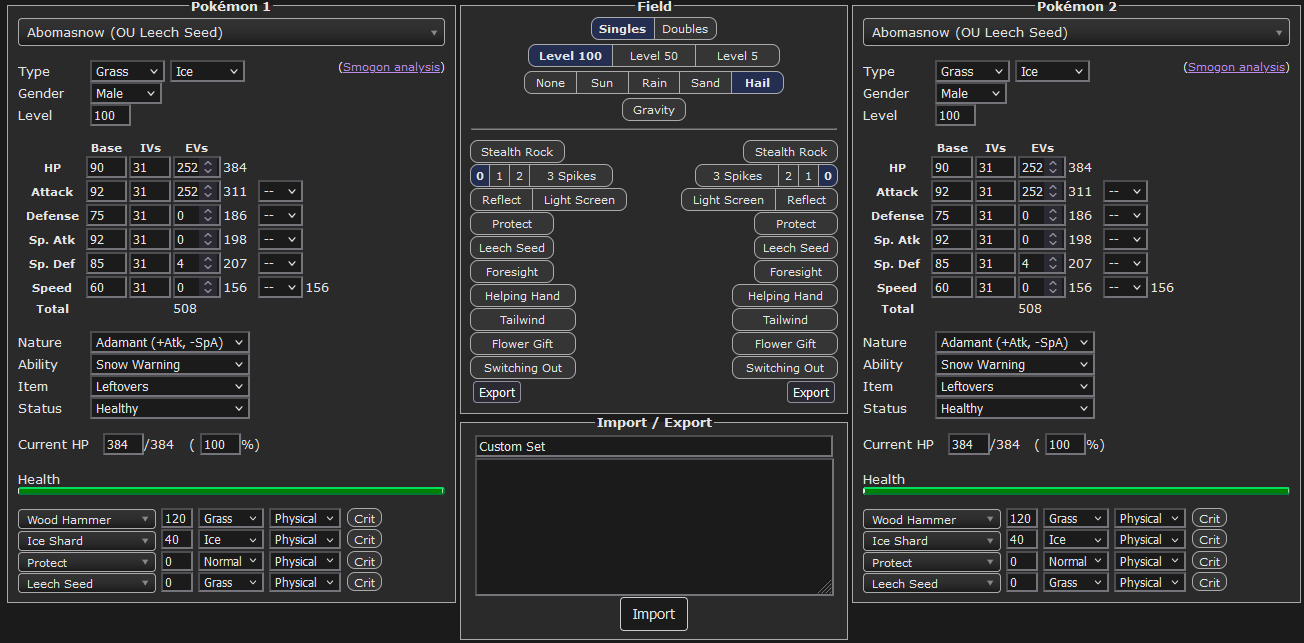 Pokémon 1
Abomasnow (OU Leech Seed)
Type Grass Ice (Smogon analysis)
Gender Male
Level 100
Base IVs EVs
HP 90 31 252 384
Attack 92 31 252 311 --
Defense 75 31 0 186 --
Sp. Atk 92 31 0 198 --
Sp. Def 85 31 4 207 --
Speed 60 31 0 156 -- 156
Total 508
Nature Adamant (+Atk, -SpA)
Ability Snow Warning
Item Leftovers
Status Healthy
Current HP 384 /384 ( 100 %)
Health
Wood Hammer 120 Grass Physical Crit
Ice Shard 40 Ice Physical Crit
Protect 0 Normal Physical Crit
Leech Seed 0 Grass Physical Crit
Field
Singles Doubles
Level 100 Level 50 Level 5
None Sun Rain Sand Hail
Gravity
Stealth Rock Stealth Rock
0 1 2 3 Spikes 3 Spikes 2 1 0
Reflect Light Screen Light Screen Reflect
Protect Protect
Leech Seed Leech Seed
Foresight Foresight
Helping Hand Helping Hand
Tailwind Tailwind
Flower Gift Flower Gift
Switching Out Switching Out
Export Export
Import / Export
Custom Set
Import
Pokémon 2
Abomasnow (OU Leech Seed)
Type Grass Ice (Smogon analysis)
Gender Male
Level 100
Base IVs EVs
HP 90 31 252 384
Attack 92 31 252 311 --
Defense 75 31 0 186 --
Sp. Atk 92 31 0 198 --
Sp. Def 85 31 4 207 --
Speed 60 31 0 156 -- 156
Total 508
Nature Adamant (+Atk, -SpA)
Ability Snow Warning
Item Leftovers
Status Healthy
Current HP 384 /384 ( 100 %)
Health
Wood Hammer 120 Grass Physical Crit
Ice Shard 40 Ice Physical Crit
Protect 0 Normal Physical Crit
Leech Seed 0 Grass Physical Crit